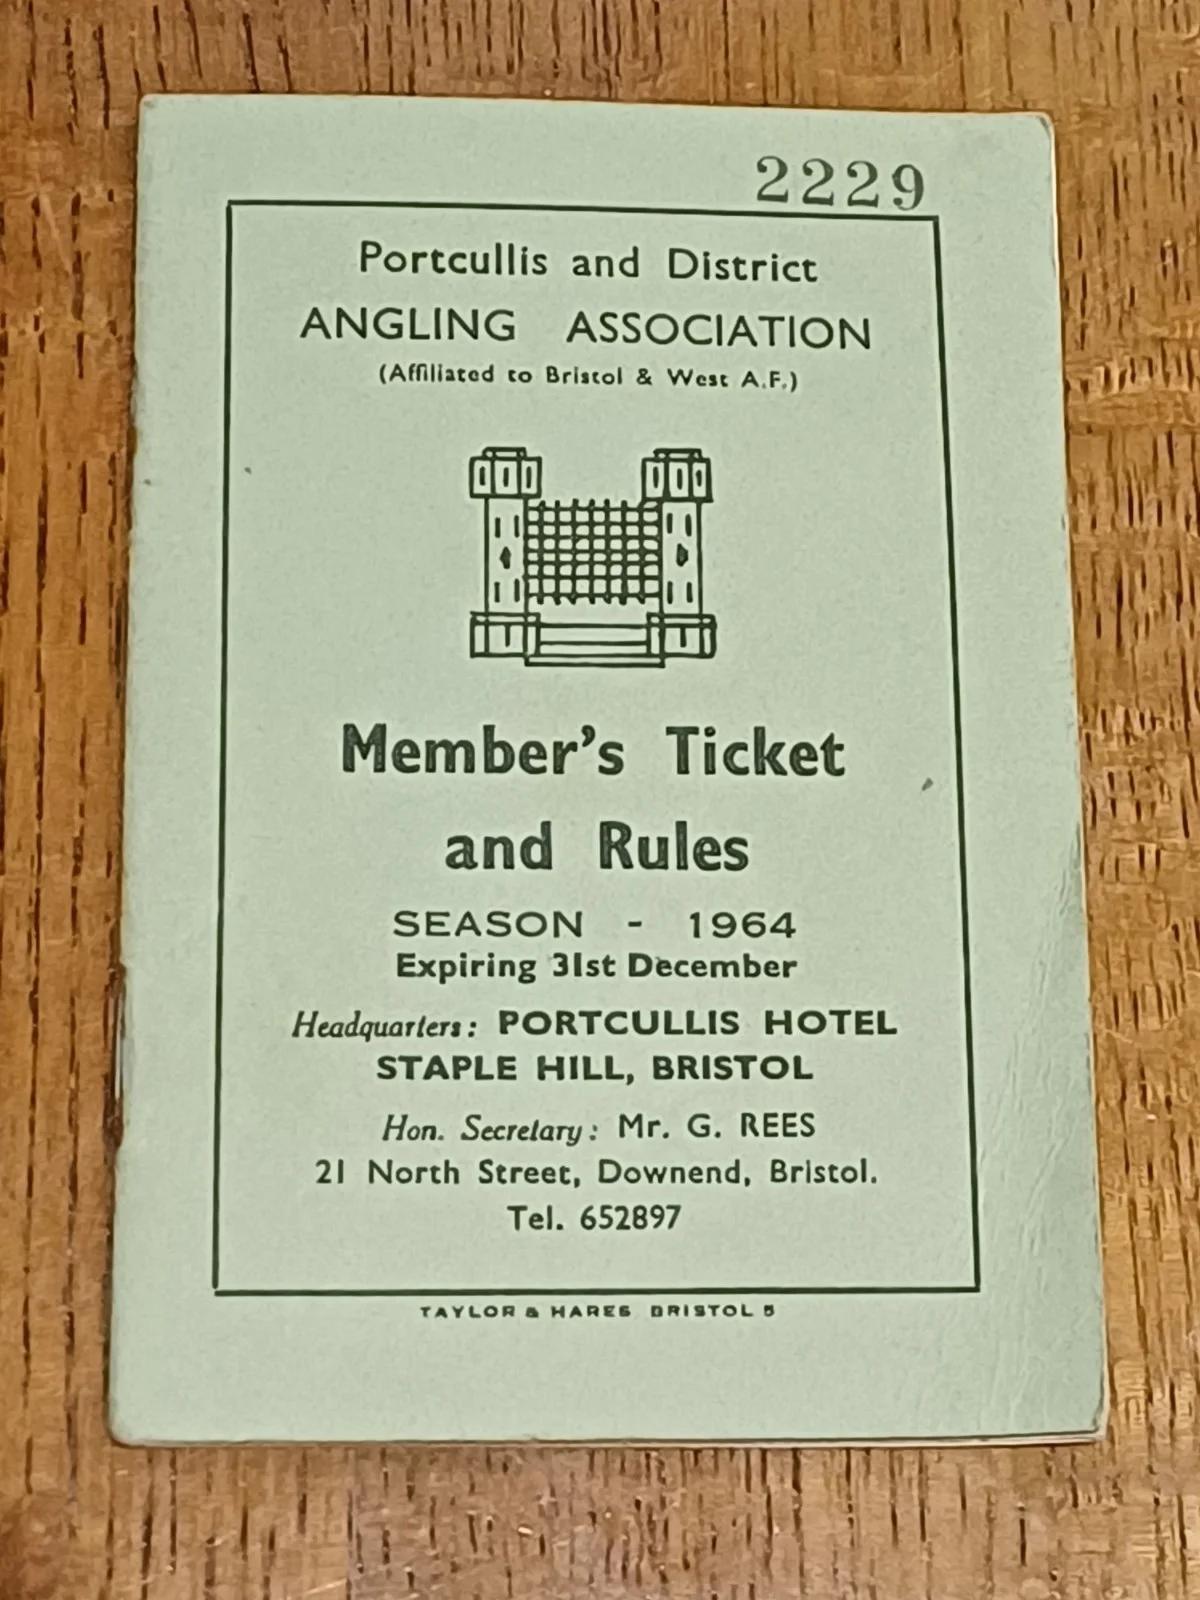 2229
Portcullis and District
ANGLING ASSOCIATION
(Affiliated to Bristol & West A.F.)
Member's Ticket
and Rules
SEASON - 1964
Expiring 31st December
Headquarters: PORTCULLIS HOTEL
STAPLE HILL, BRISTOL
Hon. Secretary: Mr. G. REES
21 North Street, Downend, Bristol.
Tel. 652897
TAYLOR & HARES BRISTOL 5